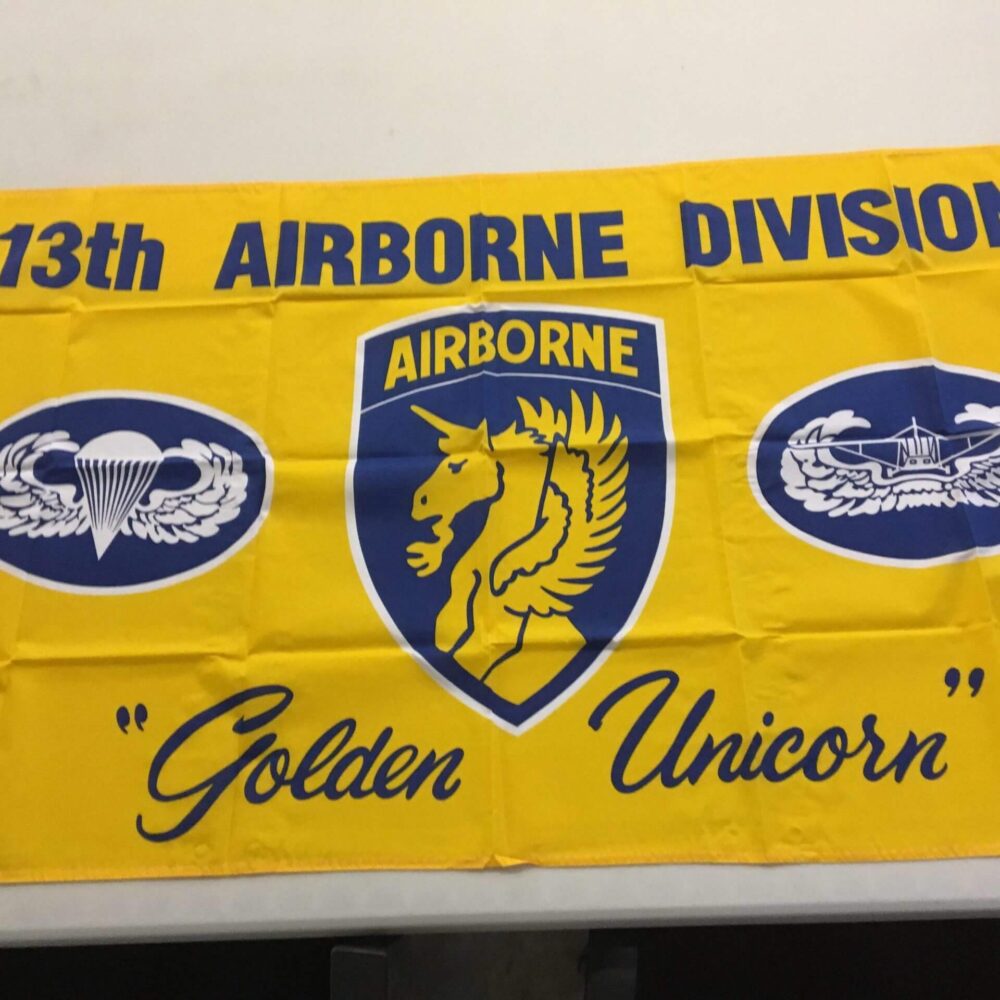 13th AIRBORNE DIVISION
AIRBORNE
"Golden Unicorn"